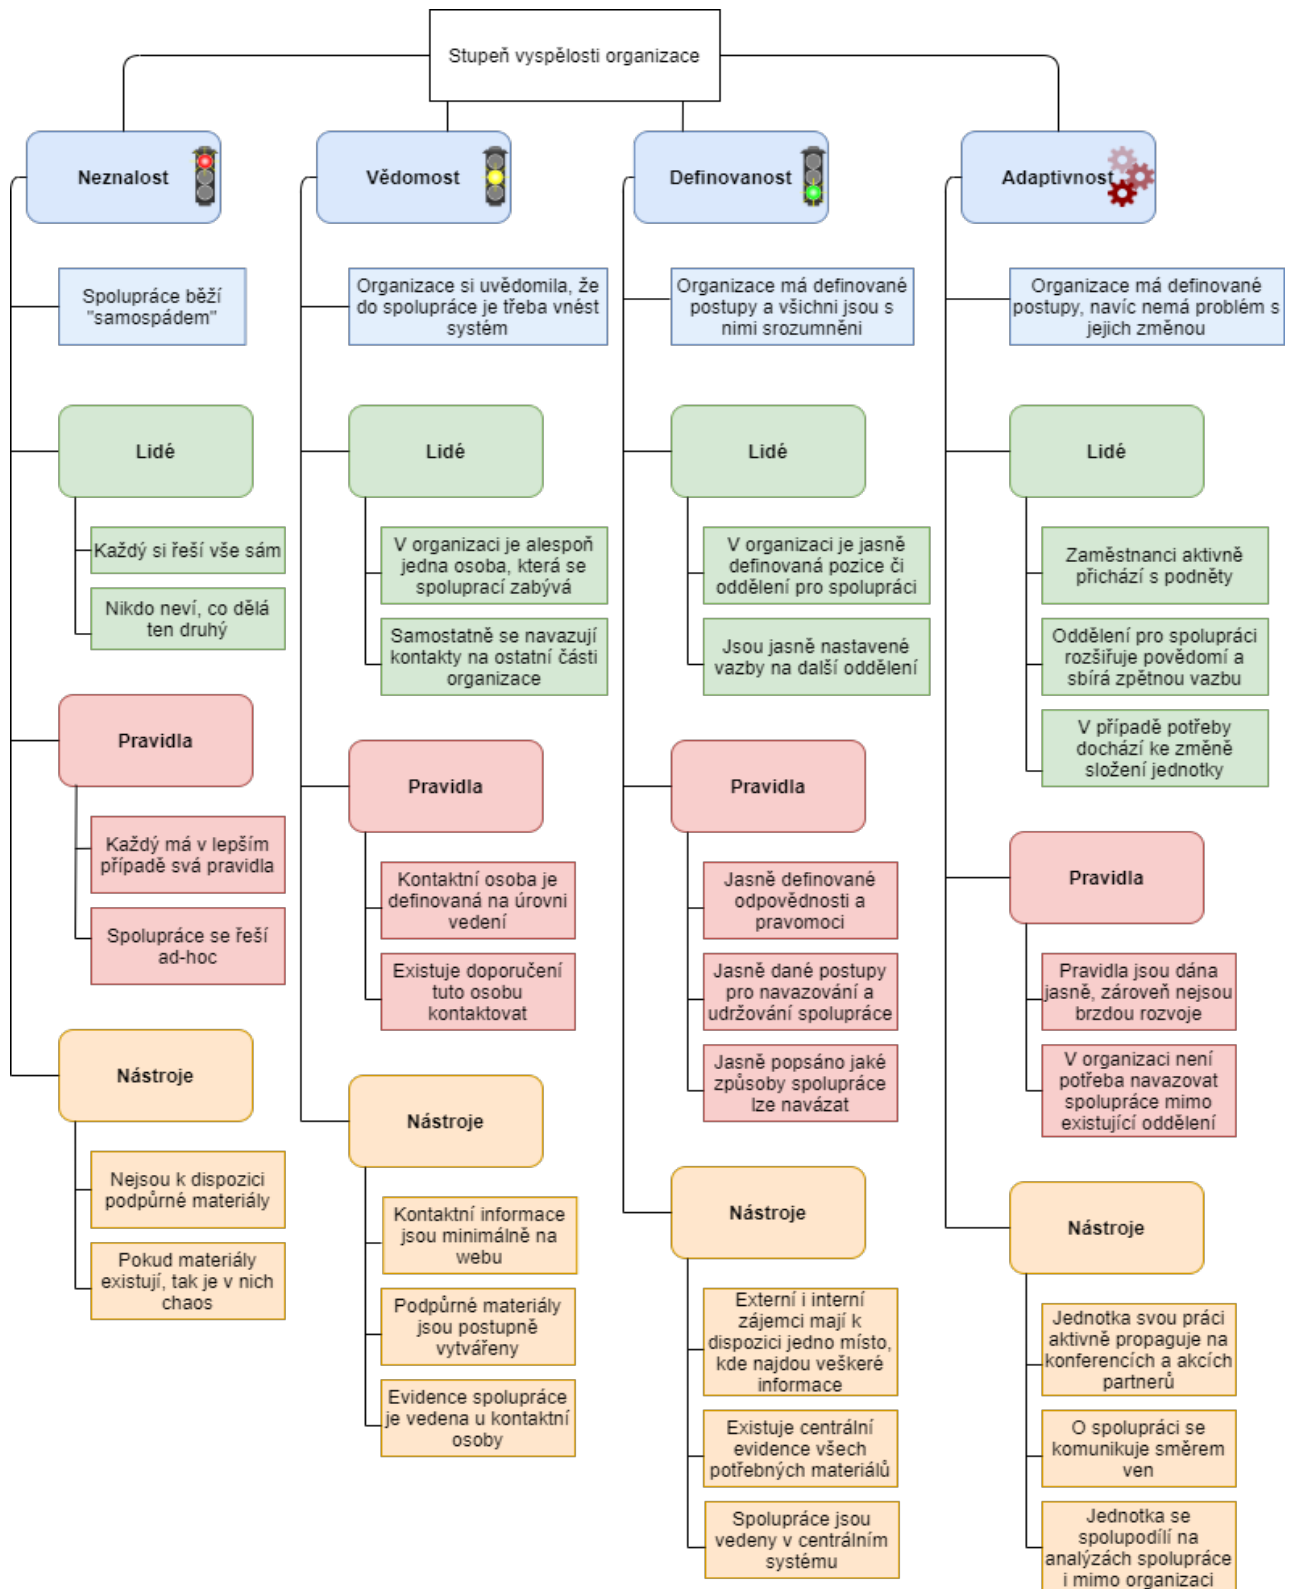 Stupeň vyspělosti organizace
Neznalost
Spolupráce běží
"samospádem"
Lidé
Každý si řeší vše sám
Nikdo neví, co dělá
ten druhý
Pravidla
Každý má v lepším
případě svá pravidla
Spolupráce se řeší
ad-hoc
Nástroje
Nejsou k dispozici
podpůrné materiály
Pokud materiály
existují, tak je v nich
chaos
Vědomost
Organizace si uvědomila, že
do spolupráce je třeba vnést
systém
Lidé
V organizaci je alespoň
jedna osoba, která se
spoluprací zabývá
Samostatně se navazují
kontakty na ostatní části
organizace
Pravidla
Kontaktní osoba je
definovaná na úrovni
vedení
Existuje doporučení
tuto osobu
kontaktovat
Nástroje
Kontaktní informace
jsou minimálně na
webu
Podpůrné materiály
jsou postupně
vytvářeny
Evidence spolupráce
je vedena u kontaktní
osoby
Definovanost
Organizace má definované
postupy a všichni jsou s
nimi srozumněni
Lidé
V organizaci je jasně
definovaná pozice či
oddělení pro spolupráci
Jsou jasně nastavené
vazby na další oddělení
Pravidla
Jasně definované
odpovědnosti a
pravomoci
Jasně dané postupy
pro navazování a
udržování spolupráce
Jasně popsáno jaké
způsoby spolupráce
lze navázat
Nástroje
Externí i interní
zájemci mají k
dispozici jedno místo,
kde najdou veškeré
informace
Existuje centrální
evidence všech
potřebných materiálů
Spolupráce jsou
vedeny v centrálním
systému
Adaptivnost
Organizace má definované
postupy, navíc nemá problém s
jejich změnou
Lidé
Zaměstnanci aktivně
přichází s podněty
Oddělení pro spolupráci
rozšiřuje povědomí a
sbírá zpětnou vazbu
V případě potřeby
dochází ke změně
složení jednotky
Pravidla
Pravidla jsou dána
jasně, zároveň nejsou
brzdou rozvoje
V organizaci není
potřeba navazovat
spolupráce mimo
existující oddělení
Nástroje
Jednotka svou práci
aktivně propaguje na
konferencích a akcích
partnerů
O spolupráci se
komunikuje směrem
ven
Jednotka se
spolupodílí na
analýzách spolupráce
i mimo organizaci